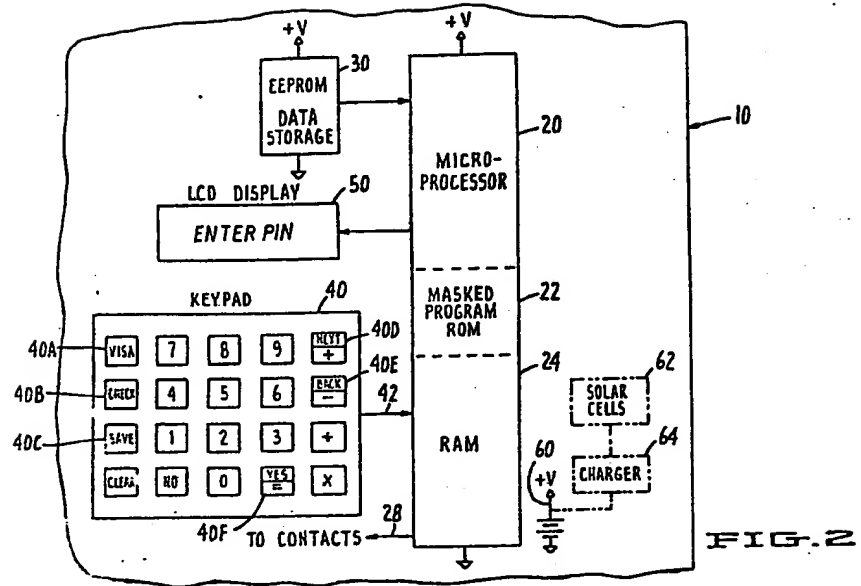 +V
+V
30
EEPROM
DATA
STORAGE
20
10
MICRO-
PROCESSOR
LCD DISPLAY
50
ENTER PIN
MASKED
PROGRAM
ROM
22
KEYPAD
40
40A
VISA
7
8
9
NEXT
+
40D
40B
CHECK
4
5
6
BACK
–
40E
42
24
62
SOLAR
CELLS
40C
SAVE
1
2
3
+
RAM
64
60
+V
CHARGER
CLEAR
NO
0
YES
=
X
40F
TO CONTACTS
28
FIG.2